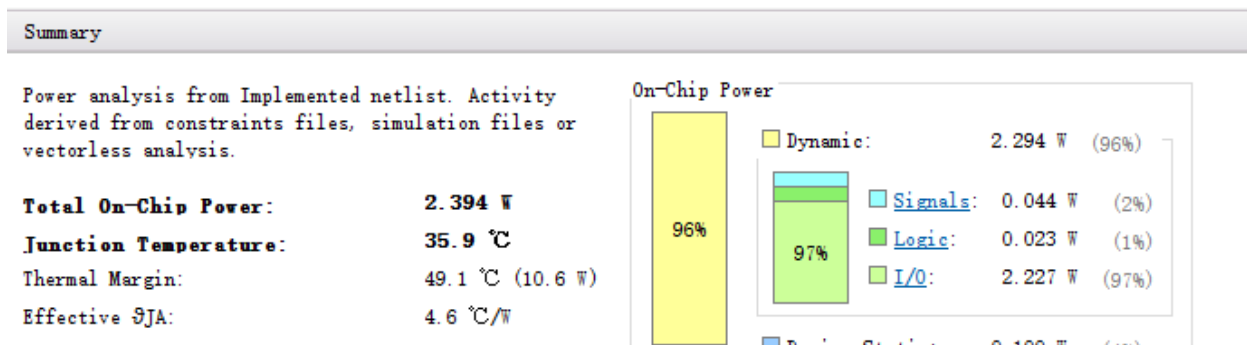 Summary
Power analysis from Implemented netlist. Activity
derived from constraints files, simulation files or
vectorless analysis.
Total On-Chip Power: 2.394 W
Junction Temperature: 35.9 ℃
Thermal Margin: 49.1 ℃ (10.6 W)
Effective ϑJA: 4.6 ℃/W
On-Chip Power
96%
Dynamic: 2.294 W (96%)
97%
Signals: 0.044 W (2%)
Logic: 0.023 W (1%)
I/O: 2.227 W (97%)